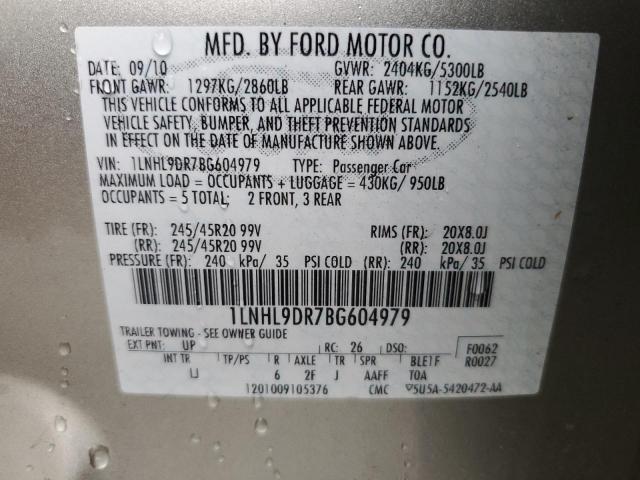 MFD. BY FORD MOTOR CO.
DATE: 09/10 GVWR: 2404KG/5300LB
FRONT GAWR: 1297KG/2860LB REAR GAWR: 1152KG/2540LB
THIS VEHICLE CONFORMS TO ALL APPLICABLE FEDERAL MOTOR
VEHICLE SAFETY, BUMPER, AND THEFT PREVENTION STANDARDS
IN EFFECT ON THE DATE OF MANUFACTURE SHOWN ABOVE.
VIN: 1LNHL9DR7BG604979 TYPE: Passenger Car
MAXIMUM LOAD = OCCUPANTS + LUGGAGE = 430KG/ 950LB
OCCUPANTS = 5 TOTAL; 2 FRONT, 3 REAR
TIRE (FR): 245/45R20 99V RIMS (FR): 20X8.0J
(RR): 245/45R20 99V (RR): 20X8.0J
PRESSURE (FR): 240 kPa/ 35 PSI COLD (RR): 240 kPa/ 35 PSI COLD
1LNHL9DR7BG604979
TRAILER TOWING - SEE OWNER GUIDE
EXT PNT: UP RC: 26 DSO: F0062
INT TR TP/PS R AXLE TR SPR BLE1F R0027
LJ 6 2F J AAFF TOA
1201009105376 CMC ▽5U5A-5420472-AA